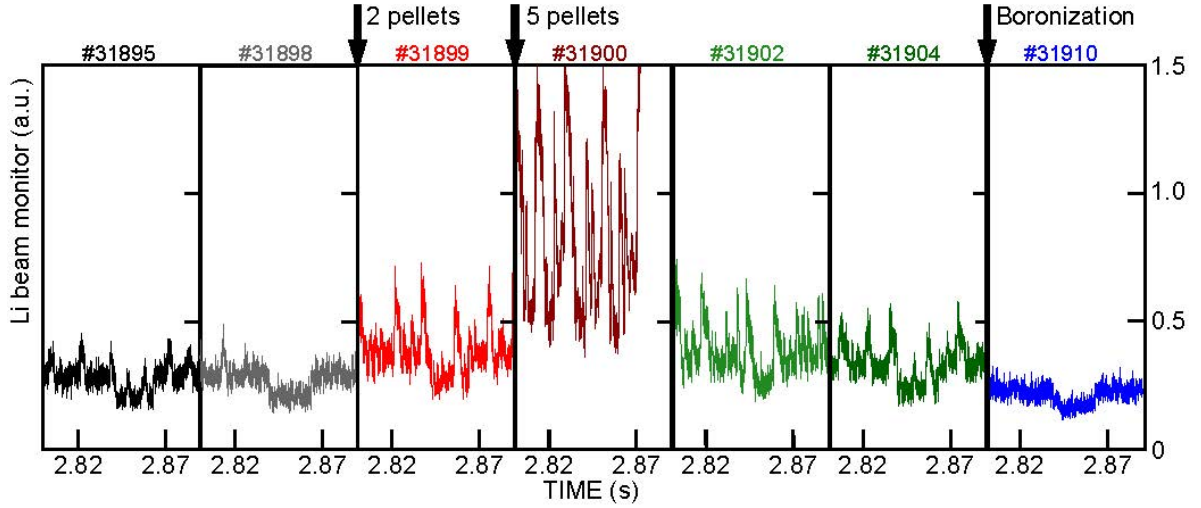 2 pellets 5 pellets Boronization
#31895 #31898 #31899 #31900 #31902 #31904 #31910
Li beam monitor (a.u.)
1.5
1.0
0.5
0
2.82 2.87 2.82 2.87 2.82 2.87 2.82 2.87 2.82 2.87 2.82 2.87 2.82 2.87
TIME (s)